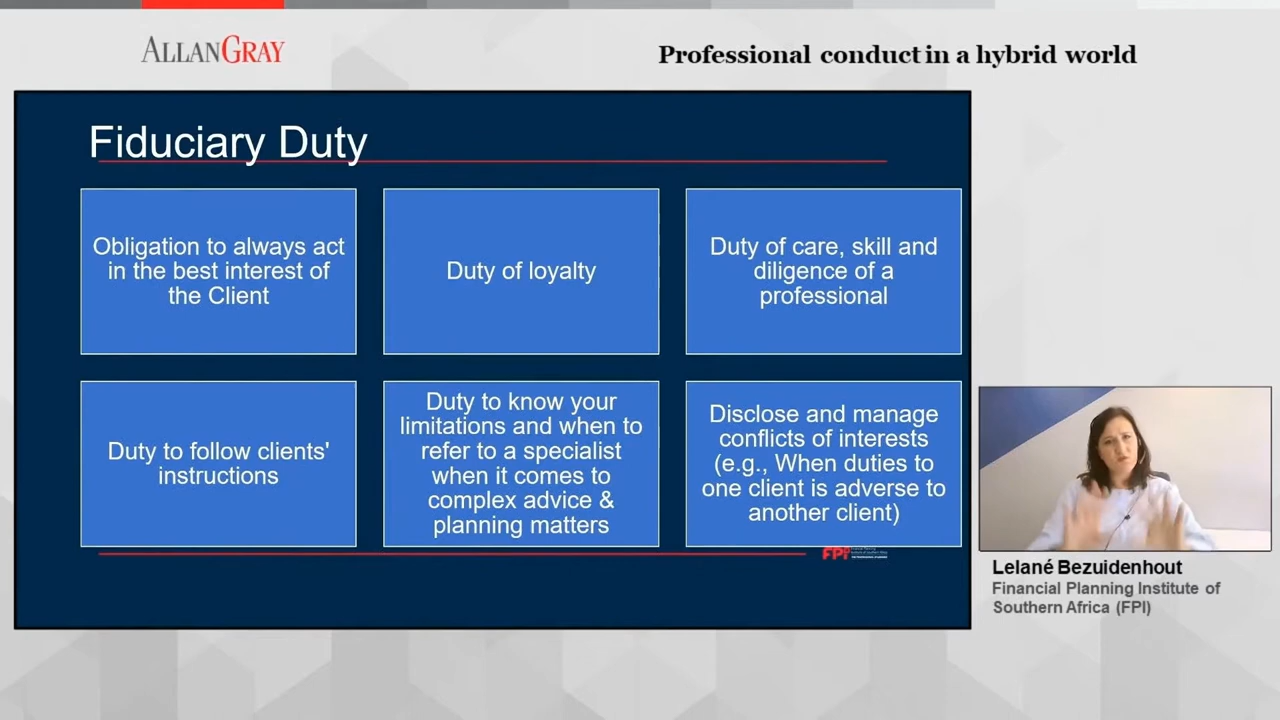 ALLANGRAY
Professional conduct in a hybrid world
Fiduciary Duty
Obligation to always act
in the best interest of
the Client
Duty of loyalty
Duty of care, skill and
diligence of a
professional
Duty to follow clients'
instructions
Duty to know your
limitations and when to
refer to a specialist
when it comes to
complex advice &
planning matters
Disclose and manage
conflicts of interests
(e.g., When duties to
one client is adverse to
another client)
FPI
Lelané Bezuidenhout
Financial Planning Institute of
Southern Africa (FPI)